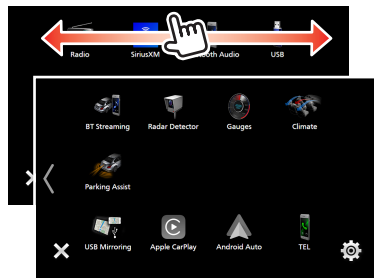 Radio SiriusXM ooth Audio USB
BT Streaming Radar Detector Gauges Climate
Parking Assist
USB Mirroring Apple CarPlay Android Auto TEL